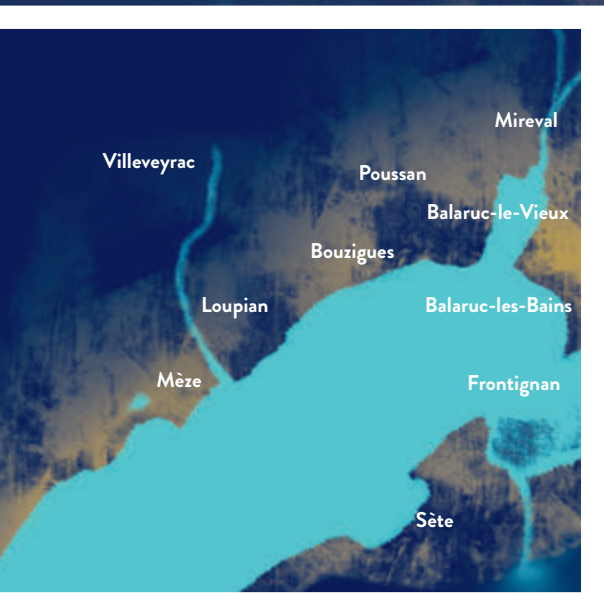 Mireval
Villeveyrac
Poussan
Balaruc-le-Vieux
Bouzigues
Loupian
Balaruc-les-Bains
Mèze
Frontignan
Sète